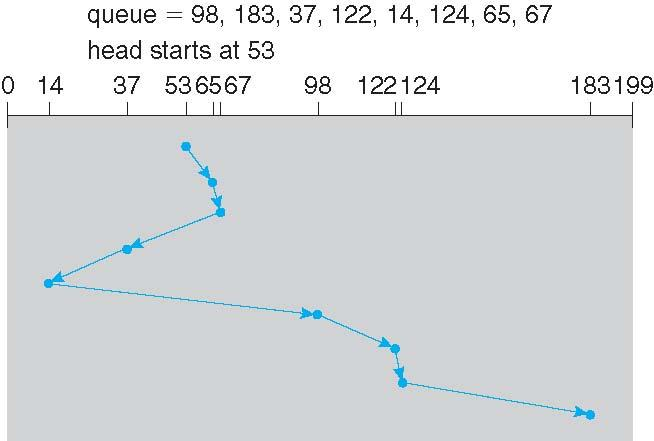 queue = 98, 183, 37, 122, 14, 124, 65, 67
head starts at 53
0 14 37 53 65 67 98 122 124 183 199